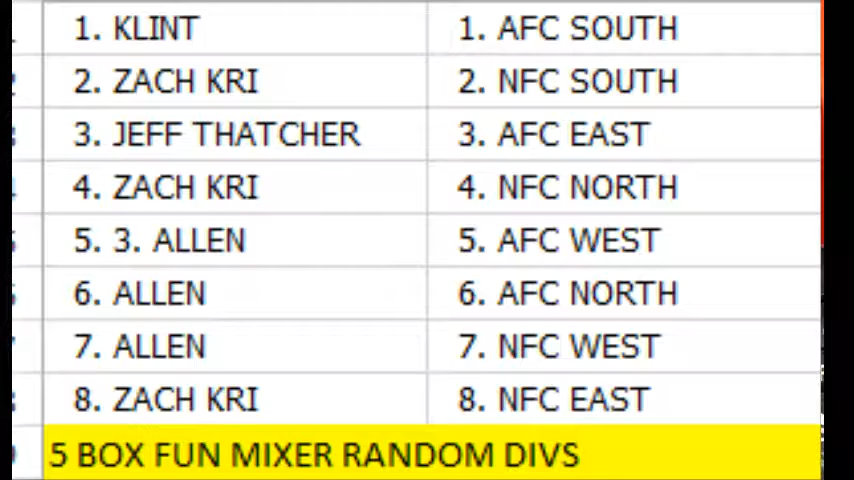 1. KLINT 1. AFC SOUTH
2. ZACH KRI 2. NFC SOUTH
3. JEFF THATCHER 3. AFC EAST
4. ZACH KRI 4. NFC NORTH
5. 3. ALLEN 5. AFC WEST
6. ALLEN 6. AFC NORTH
7. ALLEN 7. NFC WEST
8. ZACH KRI 8. NFC EAST
5 BOX FUN MIXER RANDOM DIVS